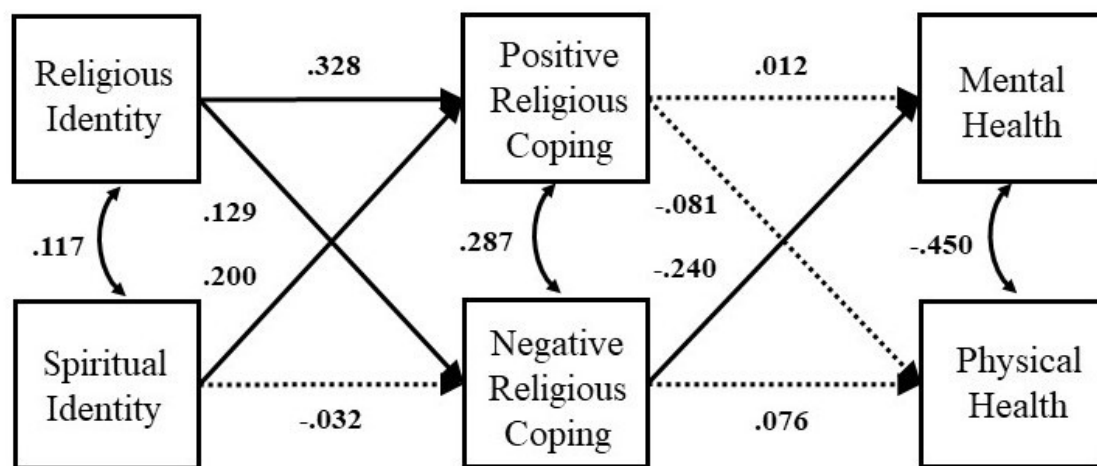 Religious
Identity
.328
Positive
Religious
Coping
.012
Mental
Health
.117
.129
.200
.287
-.081
-.240
-.450
Spiritual
Identity
-.032
Negative
Religious
Coping
.076
Physical
Health